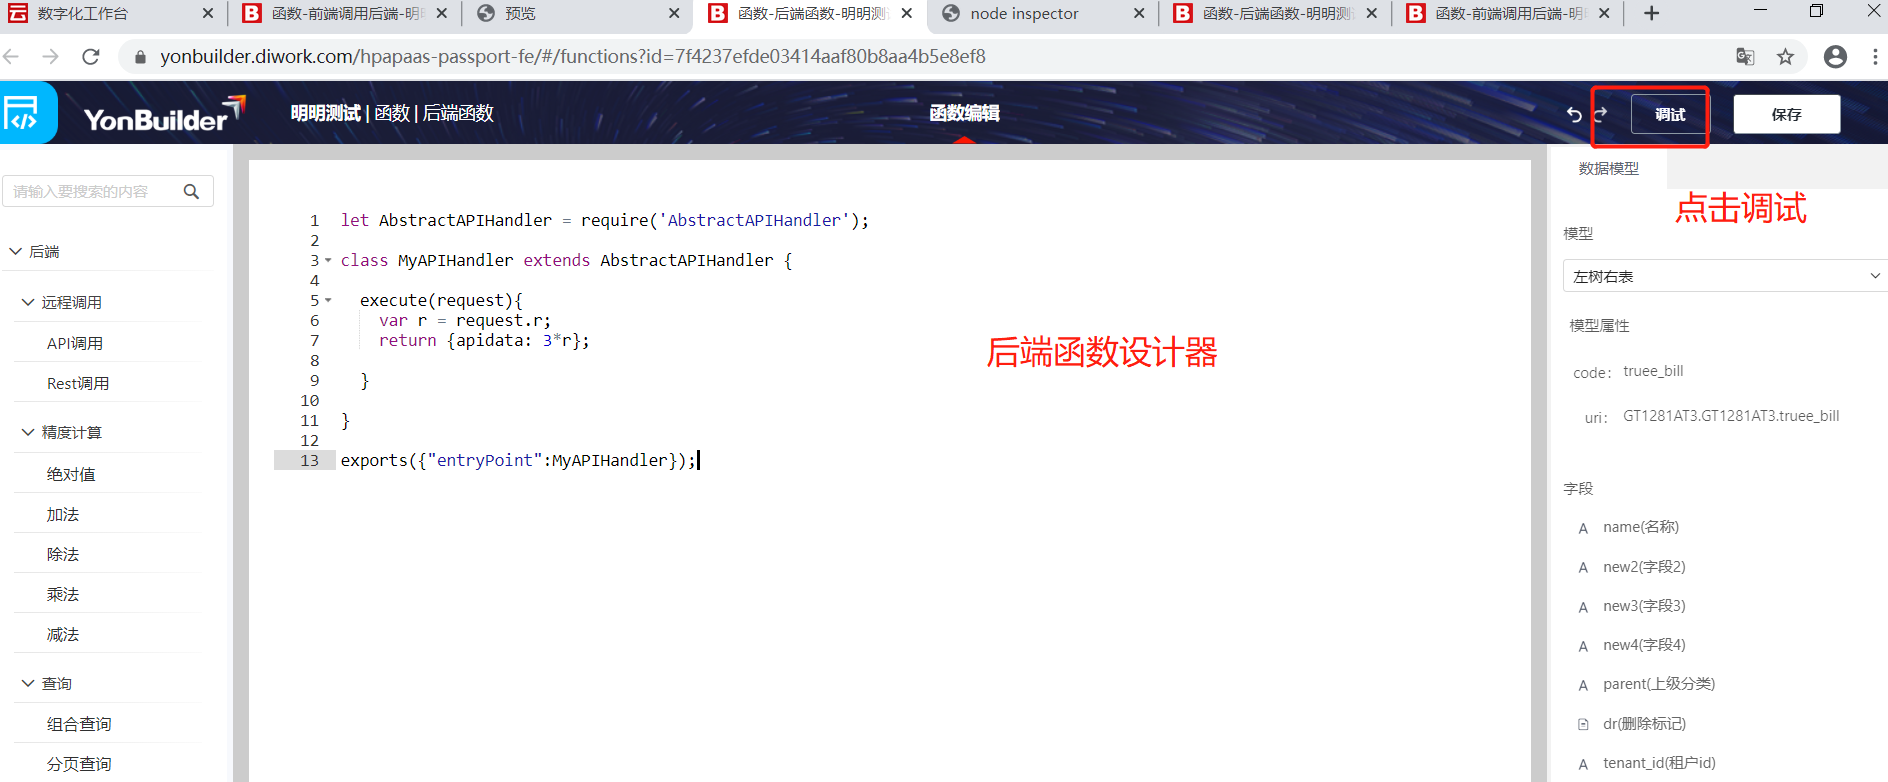 数字化工作台
函数-前端调用后端-明明
预览
函数-后端函数-明明测试
node inspector
函数-后端函数-明明测试
函数-前端调用后端-明明
yonbuilder.diwork.com/hpapaas-passport-fe/#/functions?id=7f4237efde03414aaf80b8aa4b5e8ef8
YonBuilder
明明测试 | 函数 | 后端函数
函数编辑
调试
保存
请输入要搜索的内容
后端
远程调用
API调用
Rest调用
精度计算
绝对值
加法
除法
乘法
减法
查询
组合查询
分页查询
1 let AbstractAPIHandler = require('AbstractAPIHandler');
2
3 class MyAPIHandler extends AbstractAPIHandler {
4
5 execute(request){
6 var r = request.r;
7 return {apidata: 3*r};
8
9 }
10
11 }
12
13 exports({"entryPoint":MyAPIHandler});
后端函数设计器
数据模型
点击调试
模型
左树右表
模型属性
code: truee_bill
uri: GT1281AT3.GT1281AT3.truee_bill
字段
A name(名称)
A new2(字段2)
A new3(字段3)
A new4(字段4)
A parent(上级分类)
dr(删除标记)
A tenant_id(租户id)